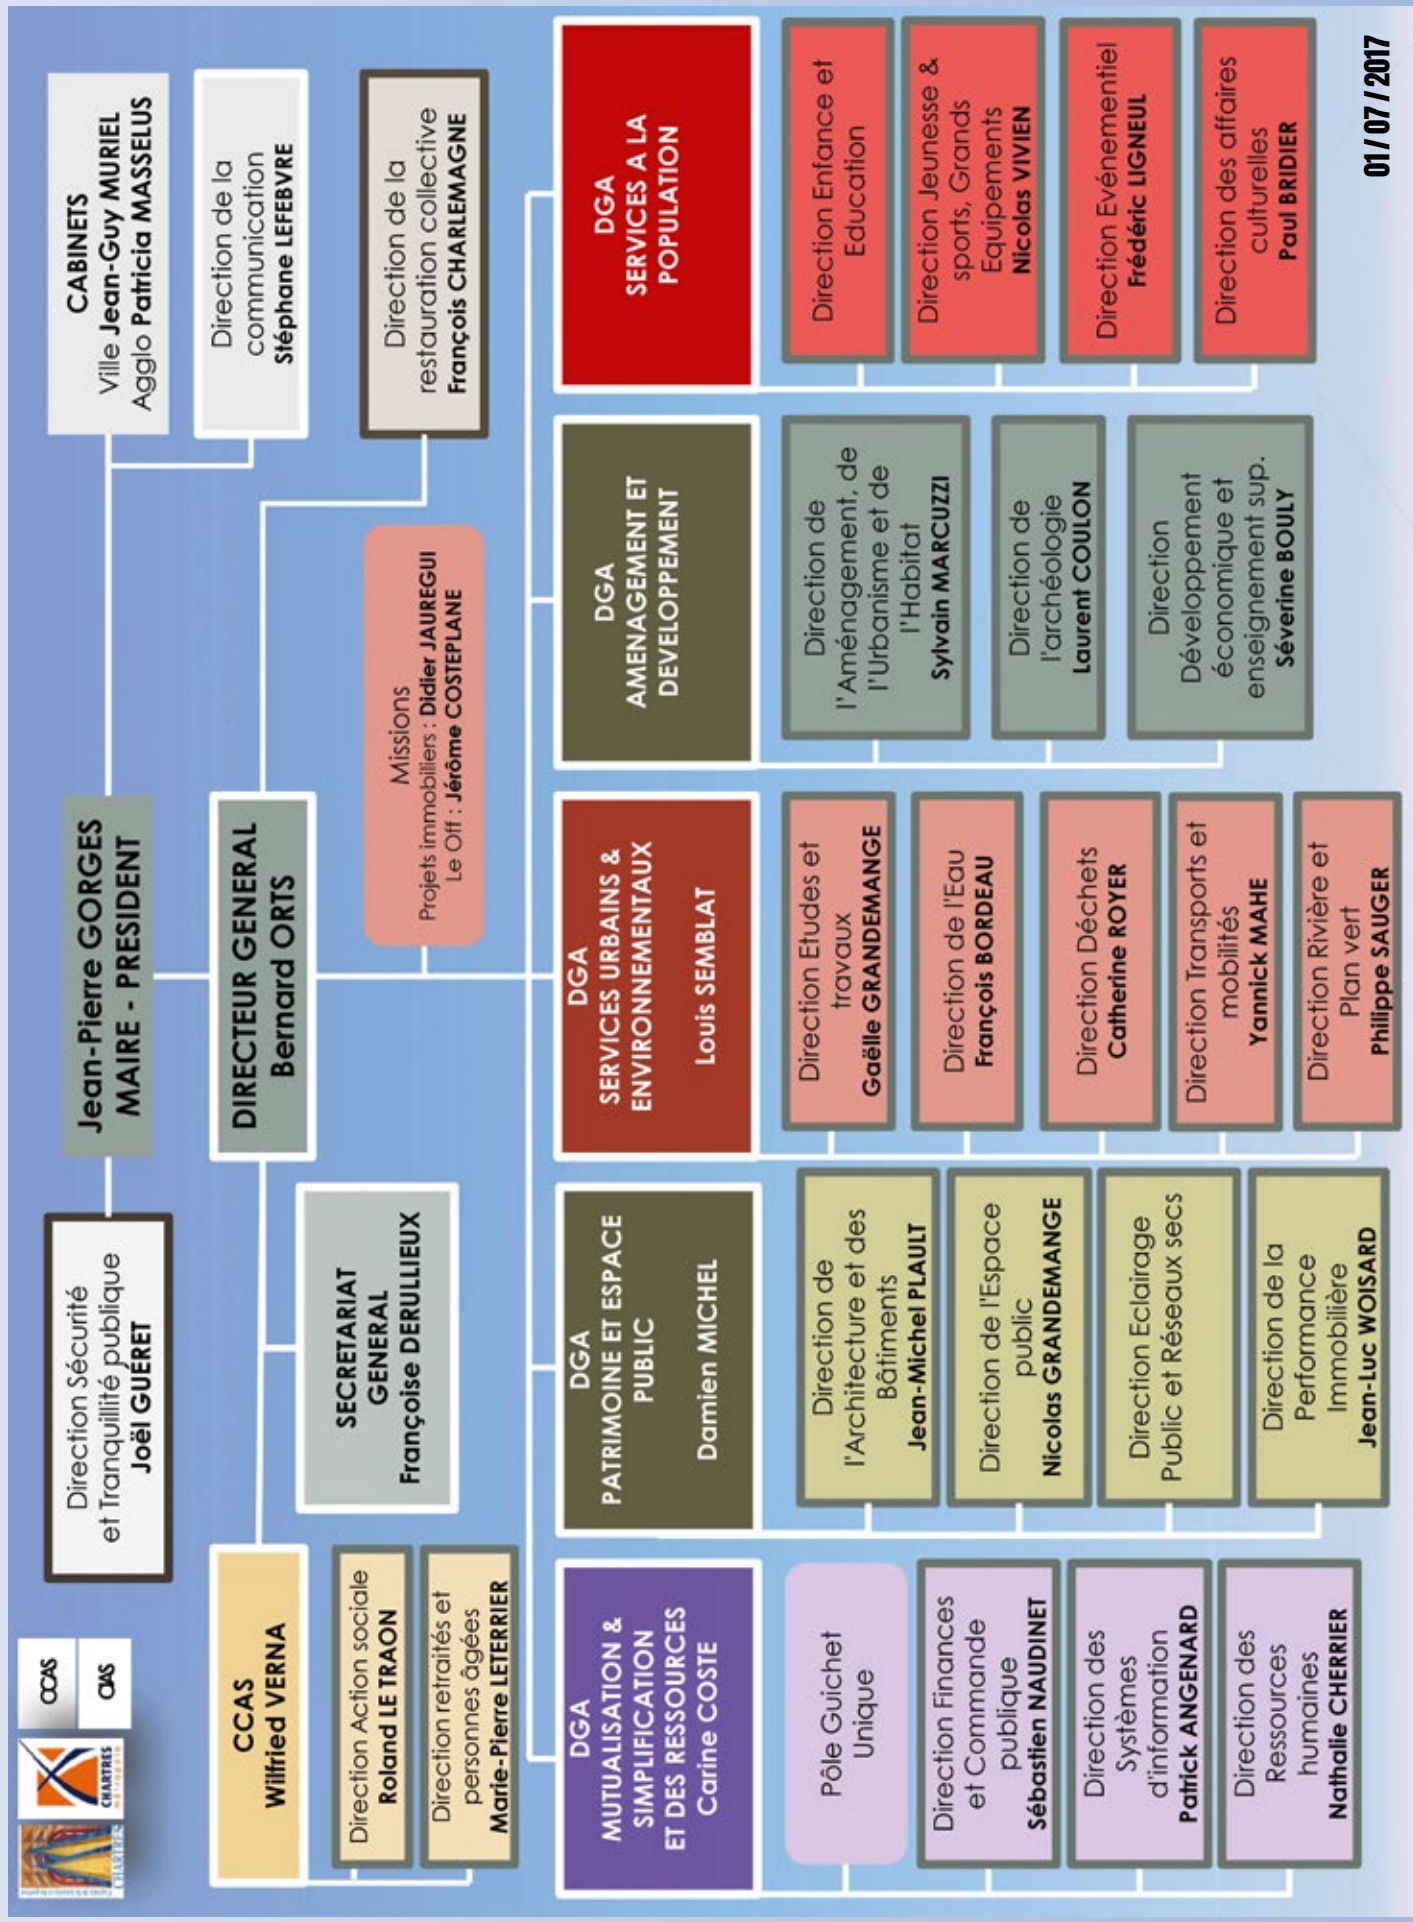 CCAS
CIAS
CHARTRES
métropole
CHARTRES
Direction Sécurité
et Tranquillité publique
Joël GUÉRET
Jean-Pierre GORGES
MAIRE - PRESIDENT
CABINETS
Ville Jean-Guy MURIEL
Agglo Patricia MASSELUS
Direction de la
communication
Stéphane LEFEBVRE
DIRECTEUR GENERAL
Bernard ORTS
CCAS
Wilfried VERNA
Direction Action sociale
Roland LE TRAON
Direction retraités et
personnes âgées
Marie-Pierre LETERRIER
SECRETARIAT
GENERAL
Françoise DERULLIEUX
Missions
Projets immobiliers : Didier JAUREGUI
Le Off : Jérôme COSTEPLANE
Direction de la
restauration collective
François CHARLEMAGNE
DGA
MUTUALISATION &
SIMPLIFICATION
ET DES RESSOURCES
Carine COSTE
Pôle Guichet
Unique
Direction Finances
et Commande
publique
Sébastien NAUDINET
Direction des
Systèmes
d'information
Patrick ANGENARD
Direction des
Ressources
humaines
Nathalie CHERRIER
DGA
PATRIMOINE ET ESPACE
PUBLIC
Damien MICHEL
Direction de
l'Architecture et des
Bâtiments
Jean-Michel PLAULT
Direction de l'Espace
public
Nicolas GRANDEMANGE
Direction Eclairage
Public et Réseaux secs
Direction de la
Performance
Immobilière
Jean-Luc WOISARD
DGA
SERVICES URBAINS &
ENVIRONNEMENTAUX
Louis SEMBLAT
Direction Etudes et
travaux
Gaëlle GRANDEMANGE
Direction de l'Eau
François BORDEAU
Direction Déchets
Catherine ROYER
Direction Transports et
mobilités
Yannick MAHE
Direction Rivière et
Plan vert
Philippe SAUGER
DGA
AMENAGEMENT ET
DEVELOPPEMENT
Direction de
l'Aménagement, de
l'Urbanisme et de
l'Habitat
Sylvain MARCUZZI
Direction de
l'archéologie
Laurent COULON
Direction
Développement
économique et
enseignement sup.
Séverine BOULY
DGA
SERVICES A LA
POPULATION
Direction Enfance et
Education
Direction Jeunesse &
sports, Grands
Equipements
Nicolas VIVIEN
Direction Evénementiel
Frédéric LIGNEUL
Direction des affaires
culturelles
Paul BRIDIER
01 / 07 / 2017